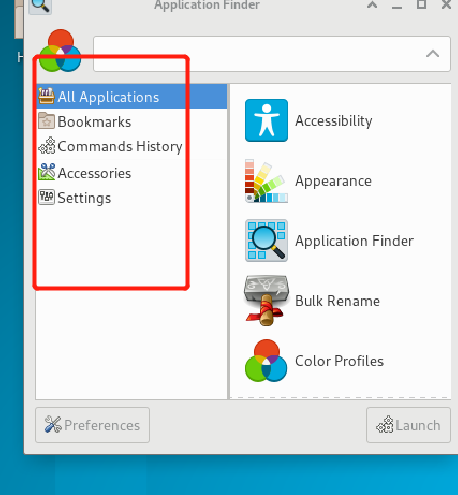 Application Finder
H
All Applications
Bookmarks
Commands History
Accessories
Settings
Accessibility
Appearance
Application Finder
Bulk Rename
Color Profiles
Preferences
Launch